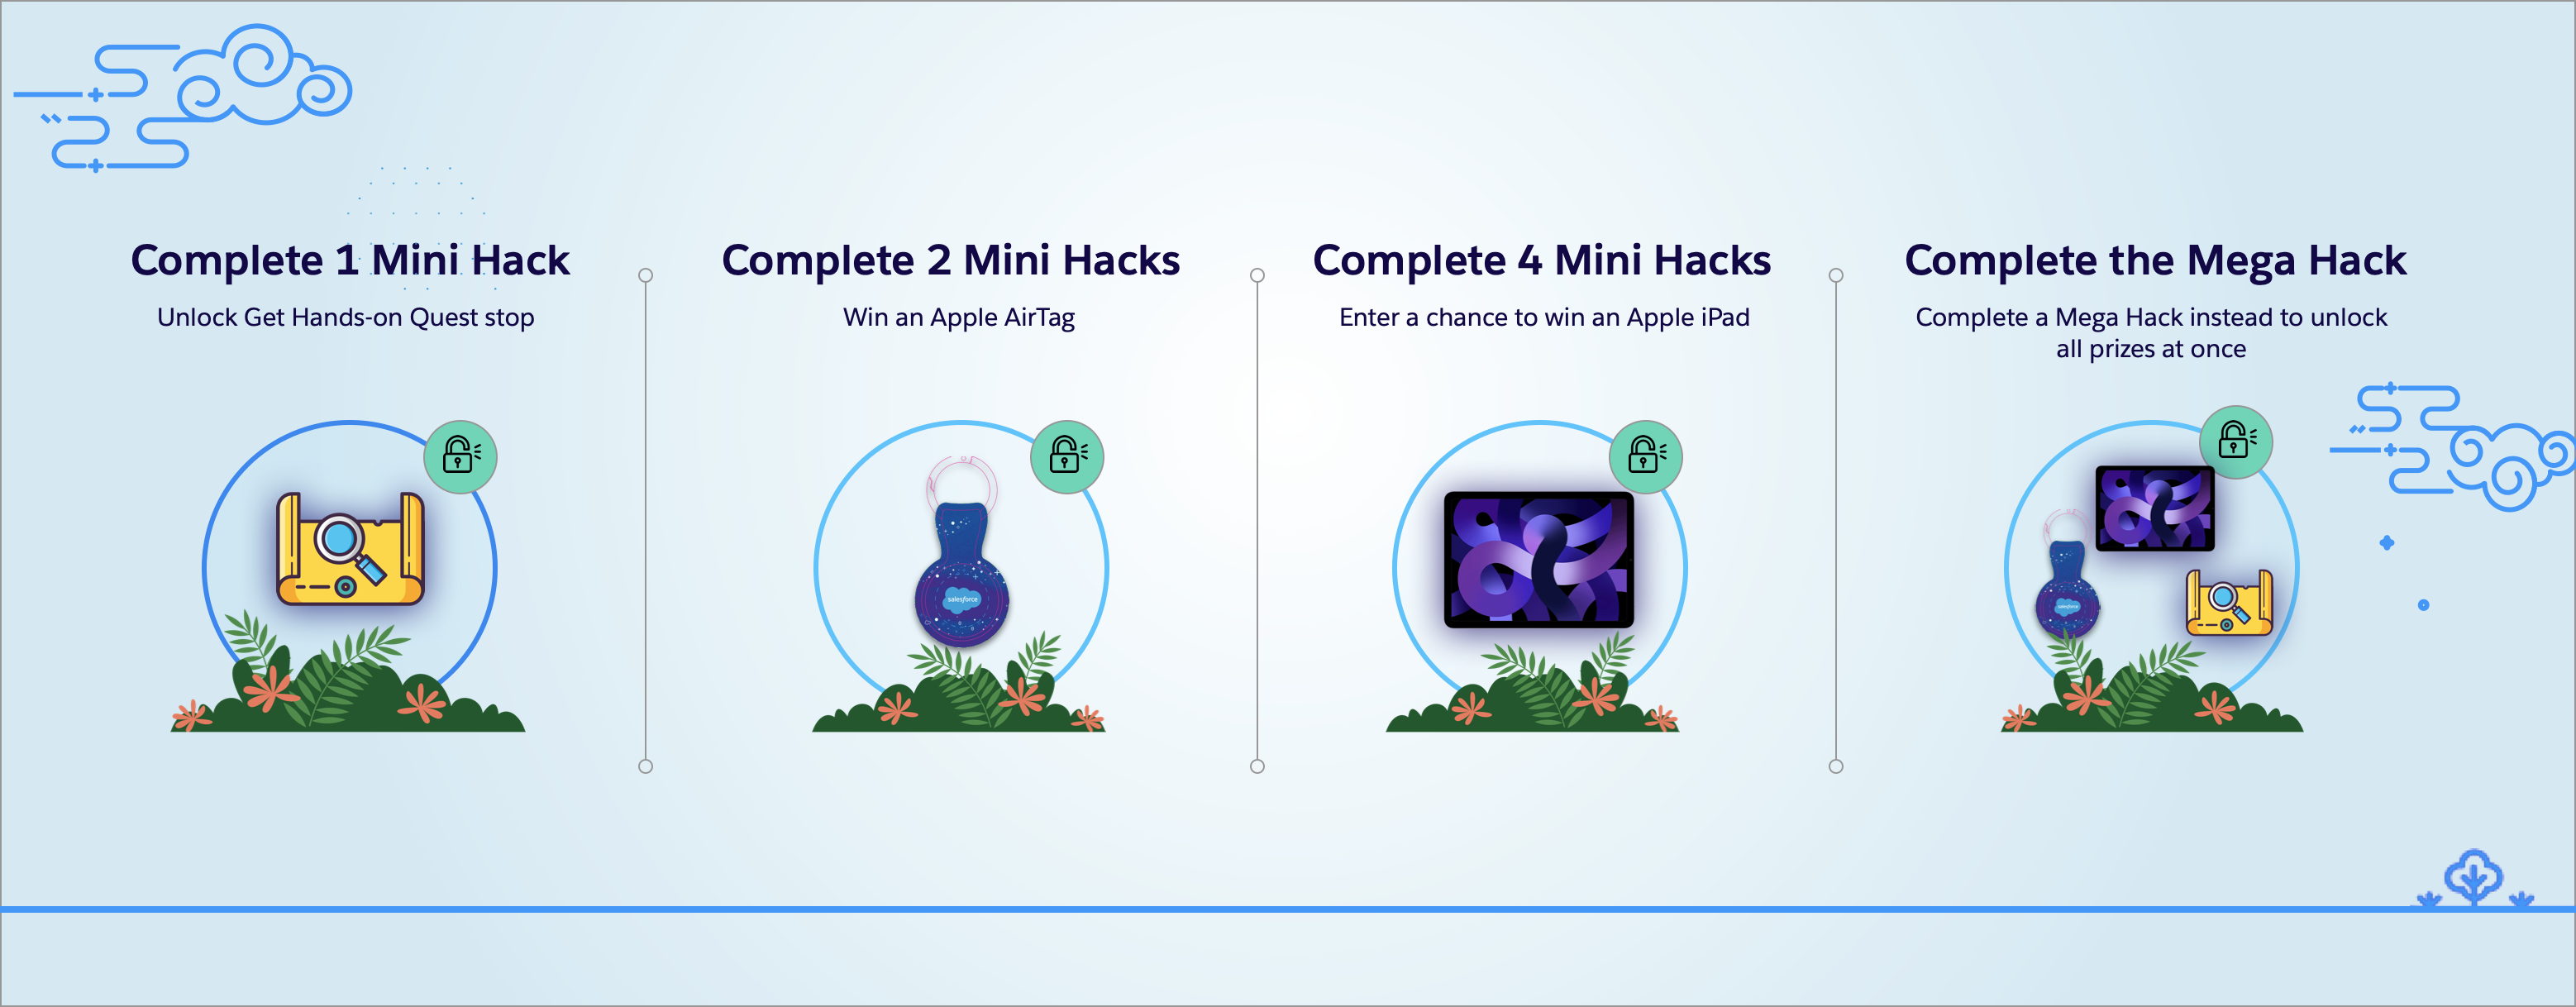 Complete 1 Mini Hack
Unlock Get Hands-on Quest stop
Complete 2 Mini Hacks
Win an Apple AirTag
salesforce
Complete 4 Mini Hacks
Enter a chance to win an Apple iPad
Complete the Mega Hack
Complete a Mega Hack instead to unlock
all prizes at once
salesforce